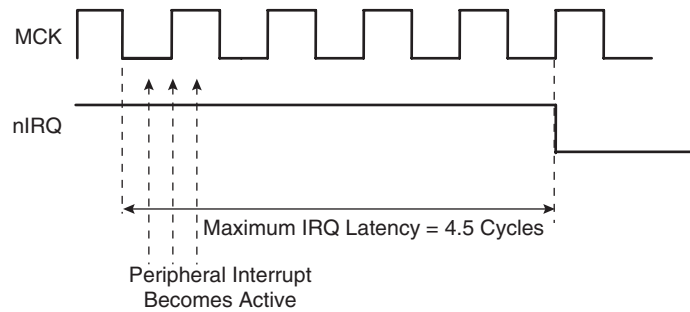 MCK
nIRQ
Maximum IRQ Latency = 4.5 Cycles
Peripheral Interrupt
Becomes Active